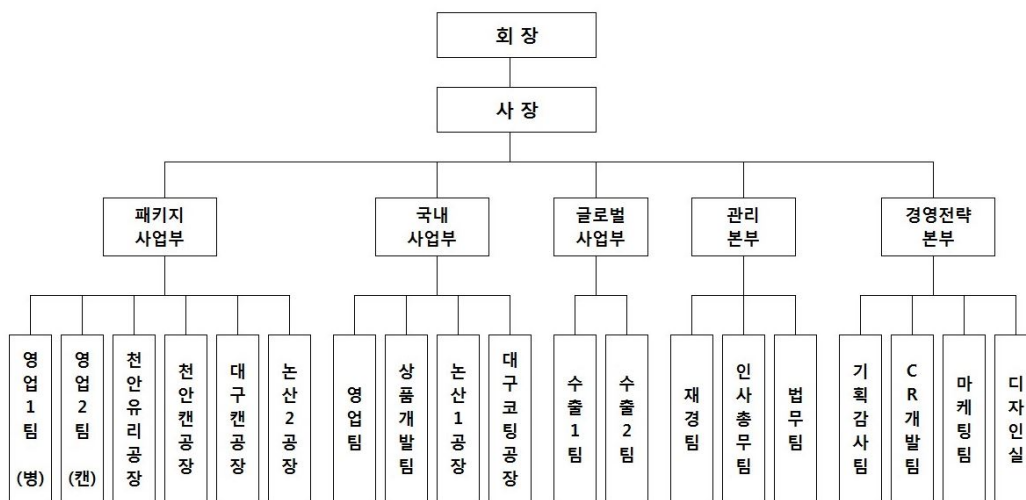 회 장
사 장
패키지
사업부
국내
사업부
글로벌
사업부
관리
본부
경영전략
본부
영업1팀 (병)
영업2팀 (캔)
천안유리공장
천안캔공장
대구캔공장
논산2공장
영업팀
상품개발팀
논산1공장
대구코팅공장
수출1팀
수출2팀
재경팀
인사총무팀
법무팀
기획감사팀
CR개발팀
마케팅팀
디자인실